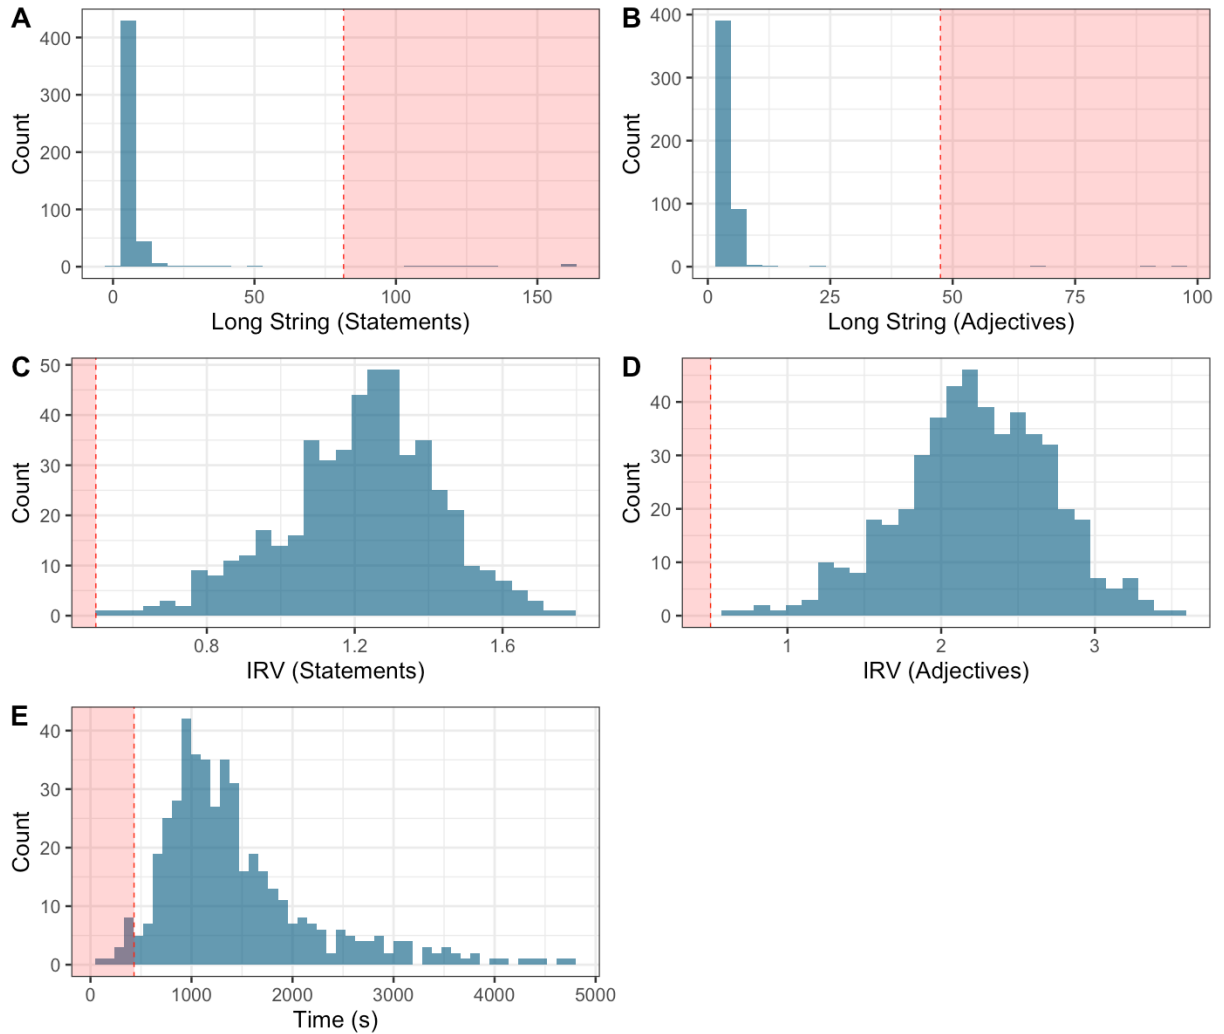 A
Count
400
300
200
100
0
0 50 100 150
Long String (Statements)
B
Count
400
300
200
100
0
0 25 50 75 100
Long String (Adjectives)
C
Count
50
40
30
20
10
0
0.8 1.2 1.6
IRV (Statements)
D
Count
40
30
20
10
0
1 2 3
IRV (Adjectives)
E
Count
40
30
20
10
0
0 1000 2000 3000 4000 5000
Time (s)